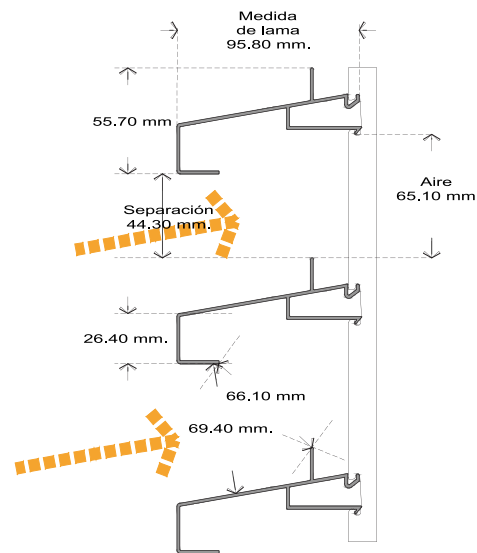 Medida
de lama
95.80 mm.
55.70 mm
Aire
65.10 mm
Separación
44.30 mm.
26.40 mm.
66.10 mm
69.40 mm.